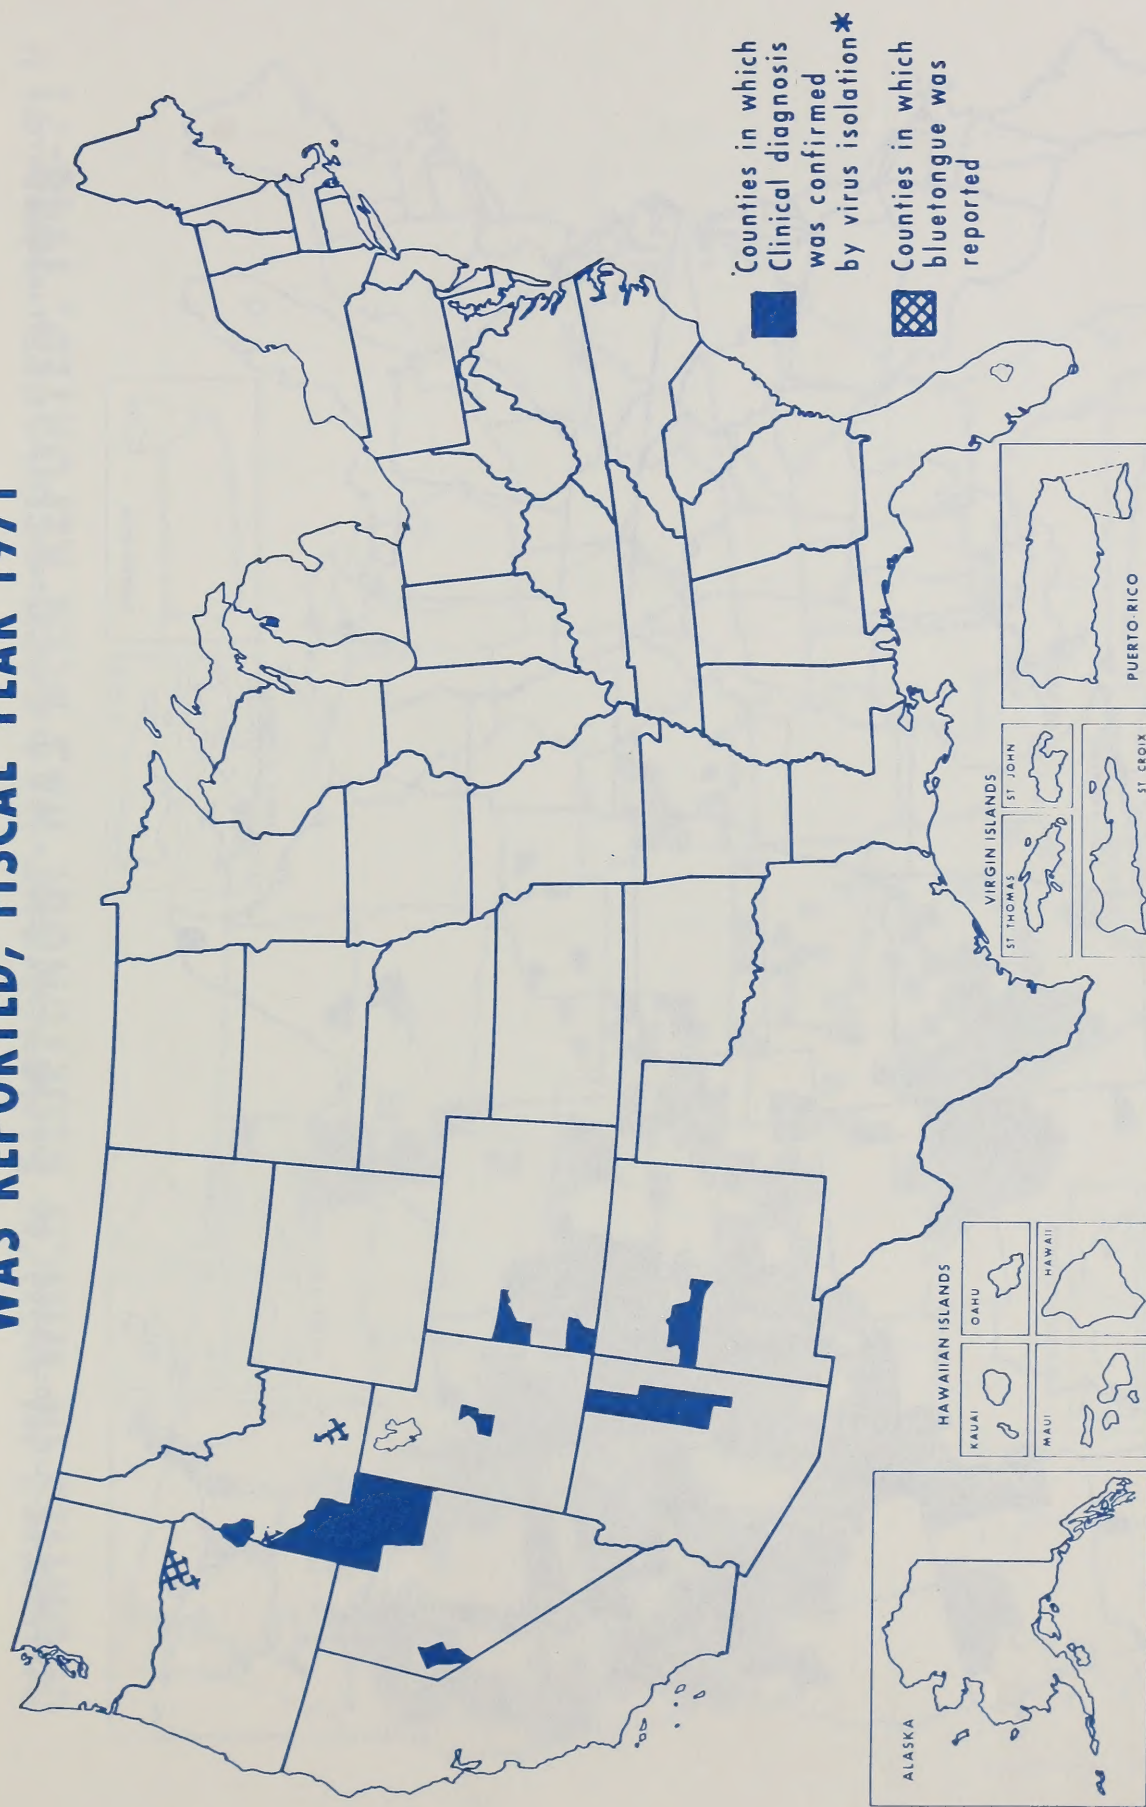 WAS REPORTED, FISCAL YEAR 1971
Counties in which
Clinical diagnosis
was confirmed
by virus isolation*
Counties in which
bluetongue was
reported
ALASKA
HAWAIIAN ISLANDS
KAUAI
OAHU
MAUI
HAWAII
VIRGIN ISLANDS
ST THOMAS
ST JOHN
ST CROIX
PUERTO-RICO